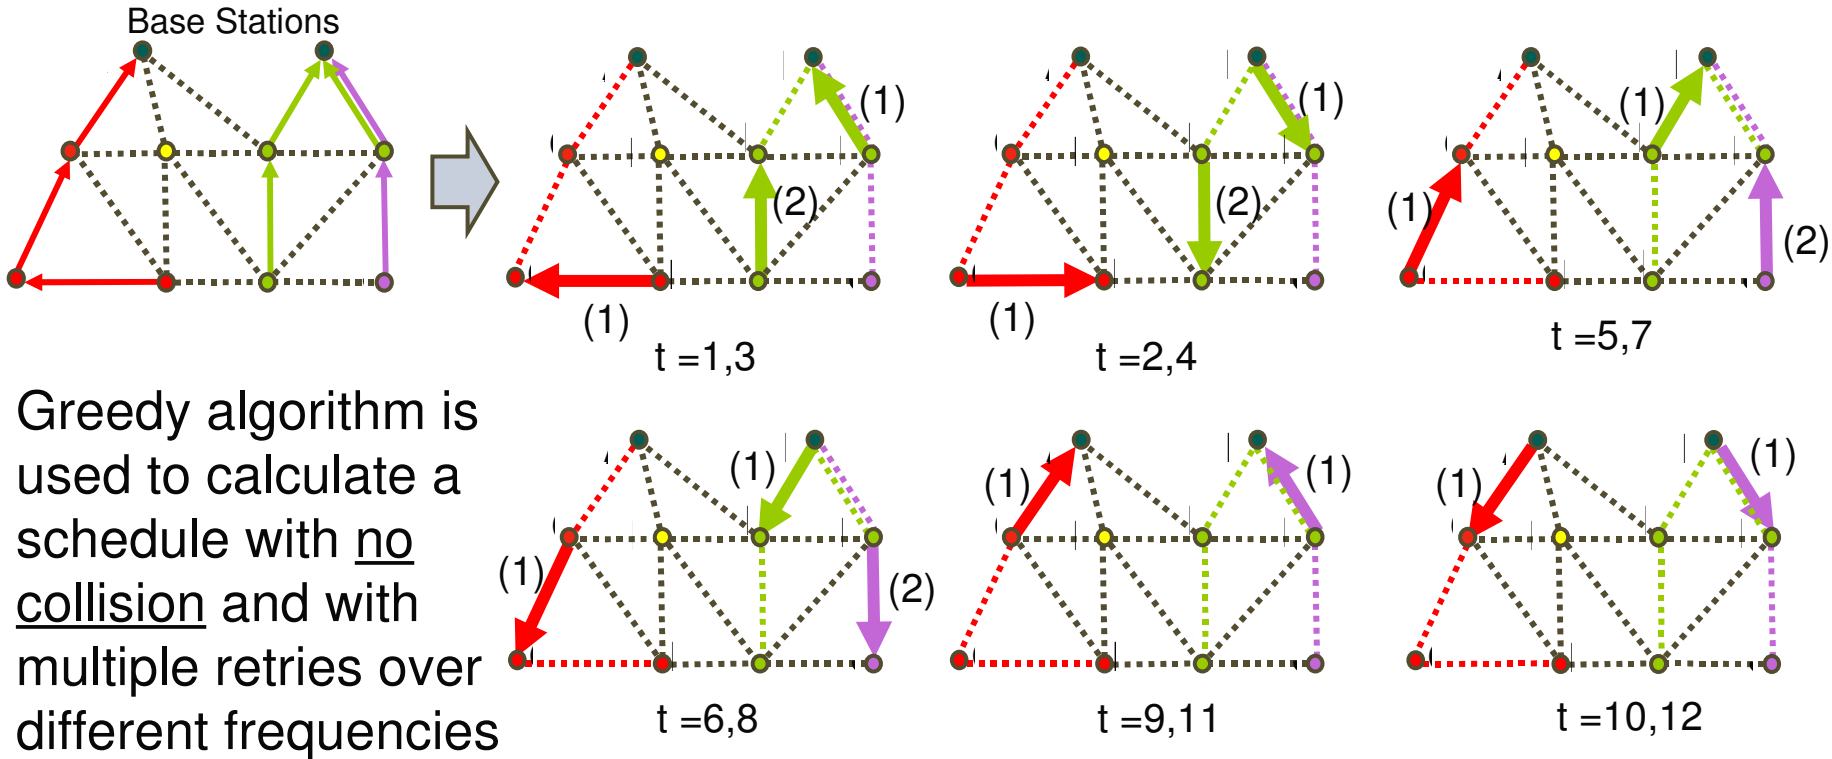 Base Stations
(1)
(2)
(1)
t =1,3
(1)
(2)
(1)
t =2,4
(1)
(1)
(2)
t =5,7
Greedy algorithm is
used to calculate a
schedule with no
collision and with
multiple retries over
different frequencies
(1)
(1)
(2)
t =6,8
(1)
(1)
t =9,11
(1)
(1)
t =10,12